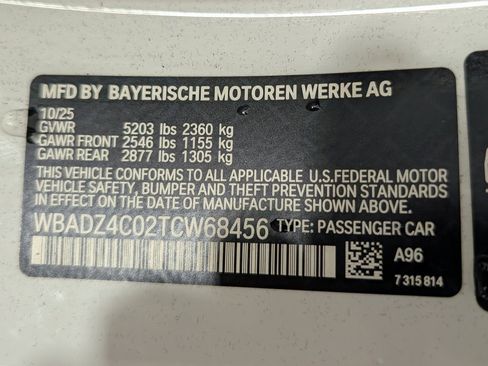 MFD BY BAYERISCHE MOTOREN WERKE AG
10/25
GVWR 5203 lbs 2360 kg
GAWR FRONT 2546 lbs 1155 kg
GAWR REAR 2877 lbs 1305 kg
THIS VEHICLE CONFORMS TO ALL APPLICABLE U.S.FEDERAL MOTOR
VEHICLE SAFETY, BUMPER AND THEFT PREVENTION STANDARDS
IN EFFECT ON DATE OF MANUFACTURE SHOWN ABOVE.
WBADZ4C02TCW68456 TYPE: PASSENGER CAR
A96
7 315 814